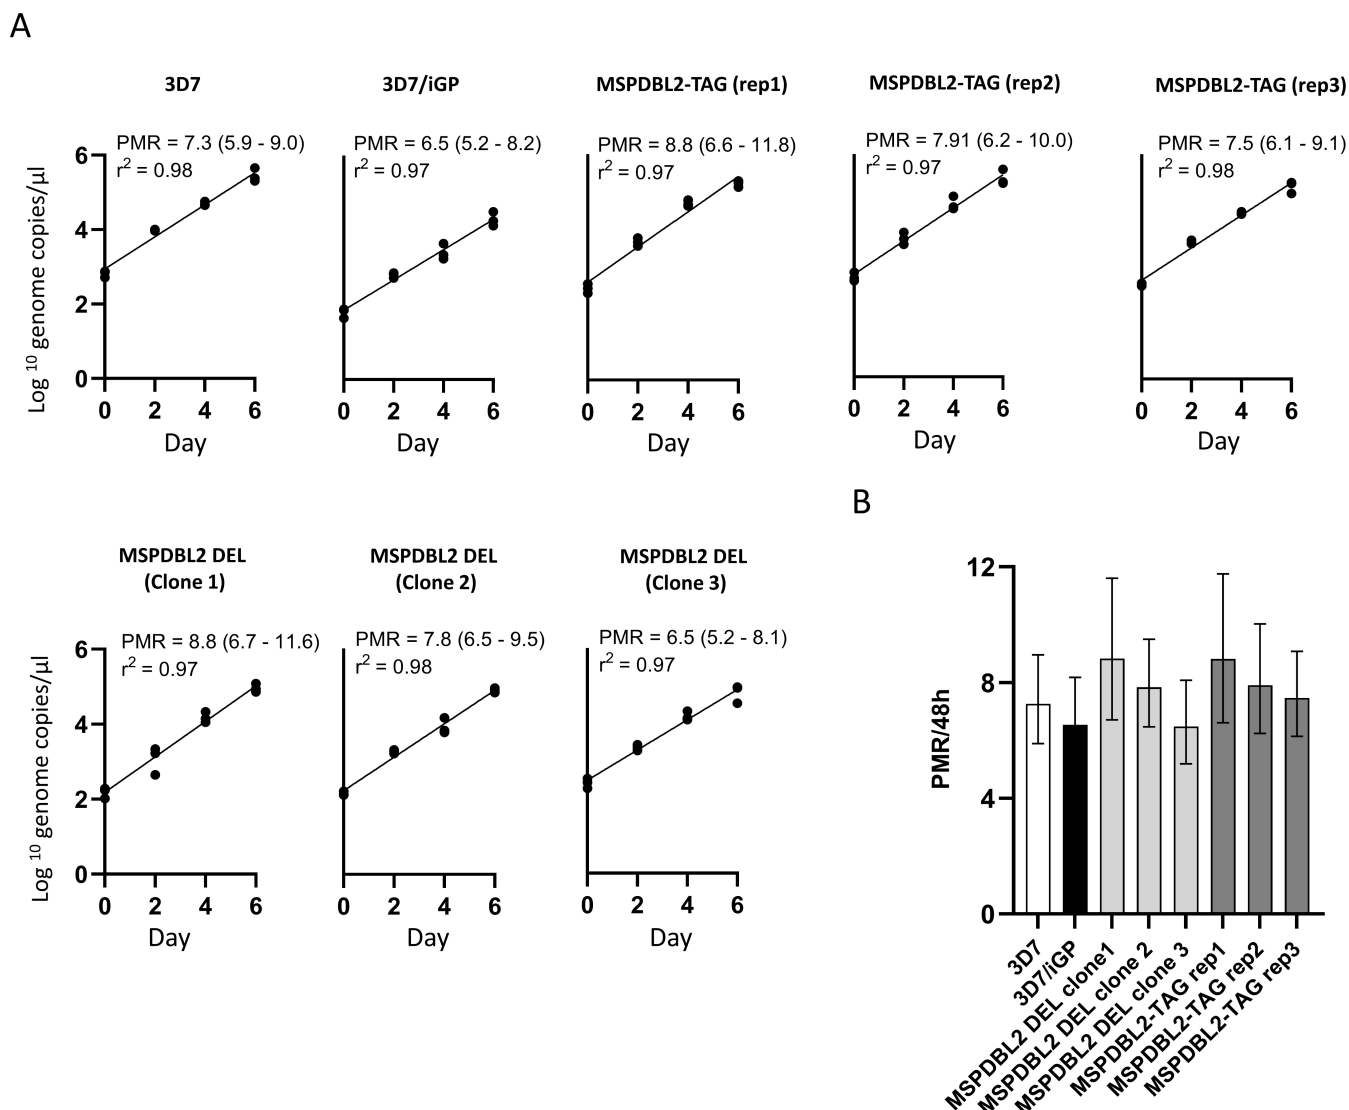 A
3D7
3D7/iGP
MSPDBL2-TAG (rep1)
MSPDBL2-TAG (rep2)
MSPDBL2-TAG (rep3)
PMR = 7.3 (5.9 - 9.0)
r2 = 0.98
PMR = 6.5 (5.2 - 8.2)
r2 = 0.97
PMR = 8.8 (6.6 - 11.8)
r2 = 0.97
PMR = 7.91 (6.2 - 10.0)
r2 = 0.97
PMR = 7.5 (6.1 - 9.1)
r2 = 0.98
Log 10 genome copies/µl
6
4
2
0
0 2 4 6
Day
0 2 4 6
Day
0 2 4 6
Day
0 2 4 6
Day
0 2 4 6
Day
MSPDBL2 DEL
(Clone 1)
MSPDBL2 DEL
(Clone 2)
MSPDBL2 DEL
(Clone 3)
PMR = 8.8 (6.7 - 11.6)
r2 = 0.97
PMR = 7.8 (6.5 - 9.5)
r2 = 0.98
PMR = 6.5 (5.2 - 8.1)
r2 = 0.97
Log 10 genome copies/µl
6
4
2
0
0 2 4 6
Day
0 2 4 6
Day
0 2 4 6
Day
B
PMR/48h
12
8
4
0
3D7
3D7/iGP
MSPDBL2 DEL clone1
MSPDBL2 DEL clone 2
MSPDBL2 DEL clone 3
MSPDBL2-TAG rep1
MSPDBL2-TAG rep2
MSPDBL2-TAG rep3